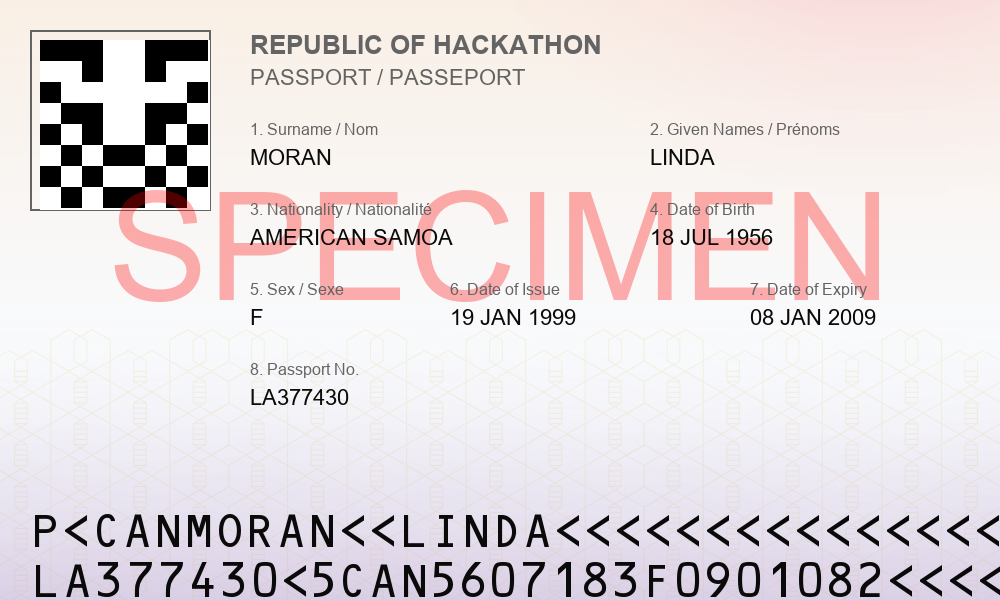 REPUBLIC OF HACKATHON
PASSPORT / PASSEPORT
1. Surname / Nom
2. Given Names / Prénoms
MORAN
LINDA
SPECIMEN
3. Nationality / Nationalité
4. Date of Birth
AMERICAN SAMOA
18 JUL 1956
5. Sex / Sexe
6. Date of Issue
7. Date of Expiry
F
19 JAN 1999
08 JAN 2009
8. Passport No.
LA377430
P<CANMORAN<<LINDA<<<<<<<<<<<<<<<
LA377430<5CAN5607183F0901082<<<<